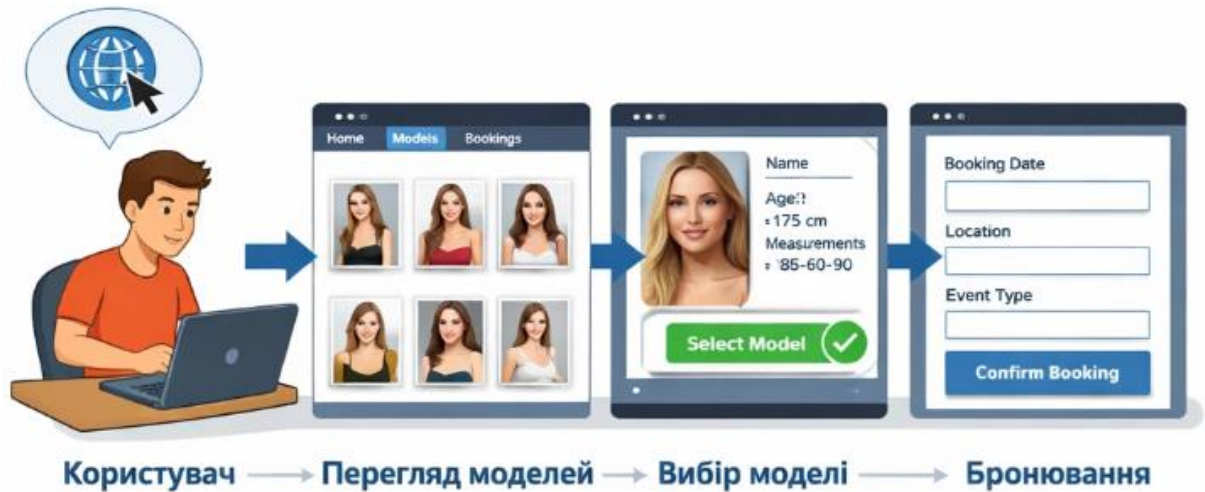 Home Models Bookings
Name
Age:
175 cm
Measurements
85-60-90
Select Model
Booking Date
Location
Event Type
Confirm Booking
Користувач → Перегляд моделей → Вибір моделі → Бронювання